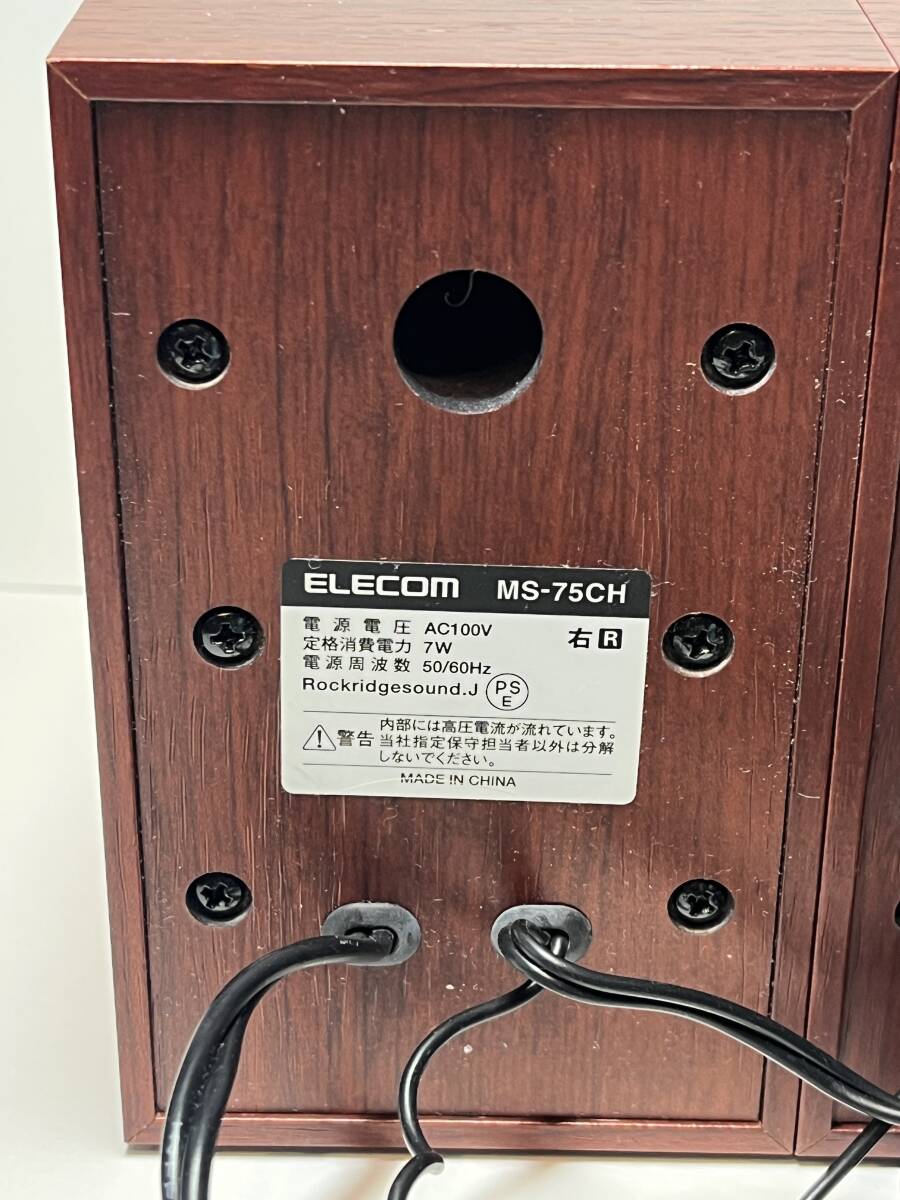 ELECOM MS-75CH
電源電圧 AC100V
右 R
定格消費電力 7W
電源周波数 50/60Hz
Rockridgesound.J PSE
警告
内部には高圧電流が流れています。
当社指定保守担当者以外は分解
しないでください。
MADE IN CHINA